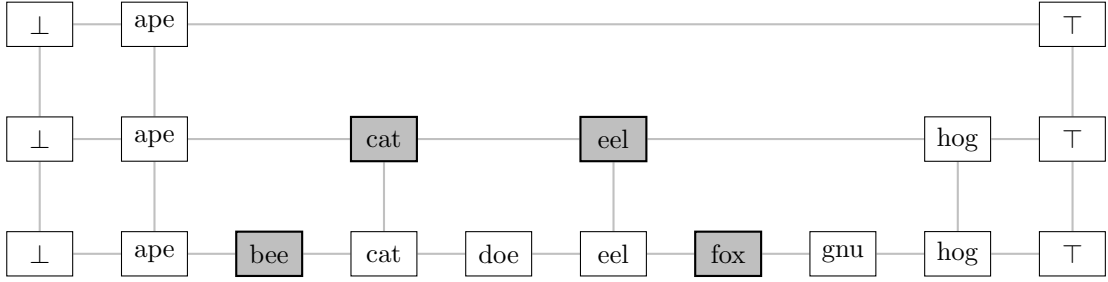 ⊥ ape ⊤
⊥ ape cat eel hog ⊤
⊥ ape bee cat doe eel fox gnu hog ⊤